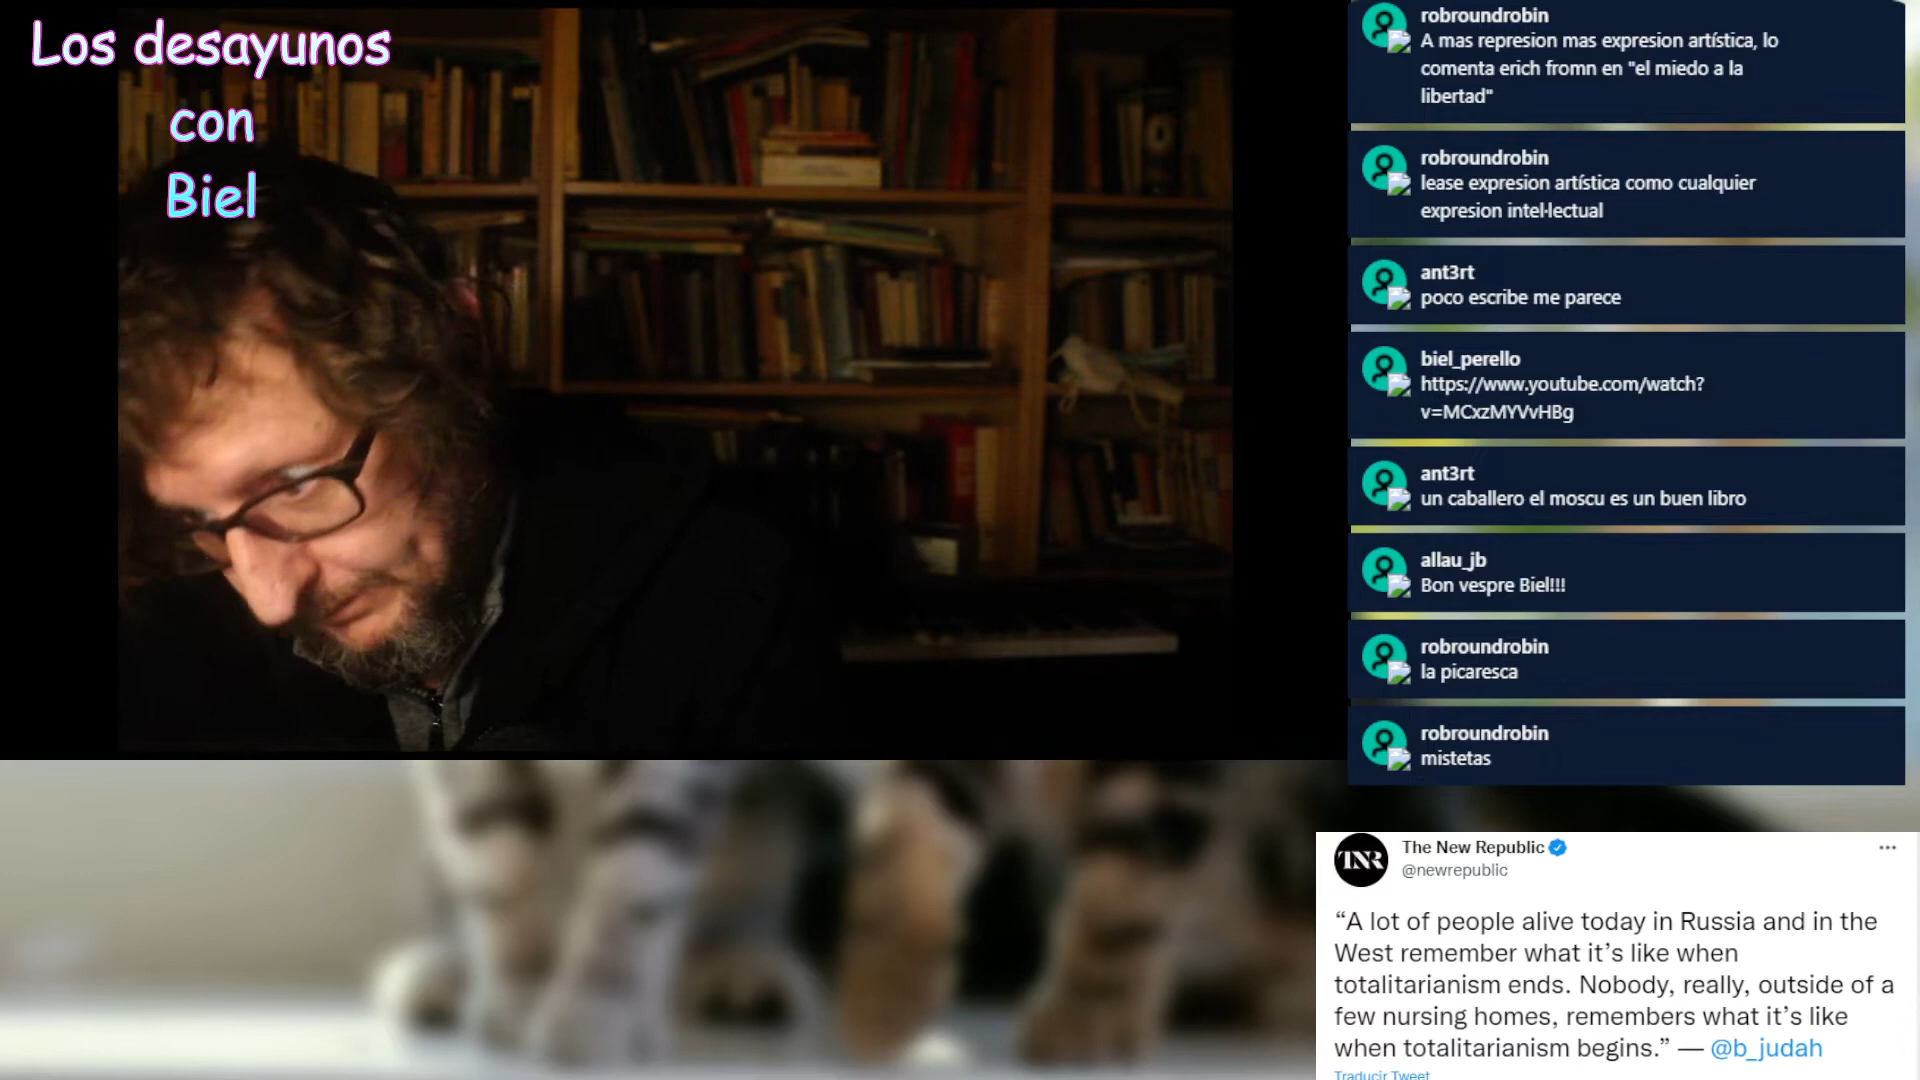 Los desayunos
con
Biel
robroundrobin
A mas represion mas expresion artística, lo
comenta erich fromn en "el miedo a la
libertad"
robroundrobin
lease expresion artística como cualquier
expresion intel·lectual
ant3rt
poco escribe me parece
biel_perello
https://www.youtube.com/watch?
v=MCxzMYVvHBg
ant3rt
un caballero el moscu es un buen libro
allau_jb
Bon vespre Biel!!!
robroundrobin
la picaresca
robroundrobin
mistetas
TNR
The New Republic
@newrepublic
“A lot of people alive today in Russia and in the
West remember what it’s like when
totalitarianism ends. Nobody, really, outside of a
few nursing homes, remembers what it’s like
when totalitarianism begins.” — @b_judah
Traducir Tweet